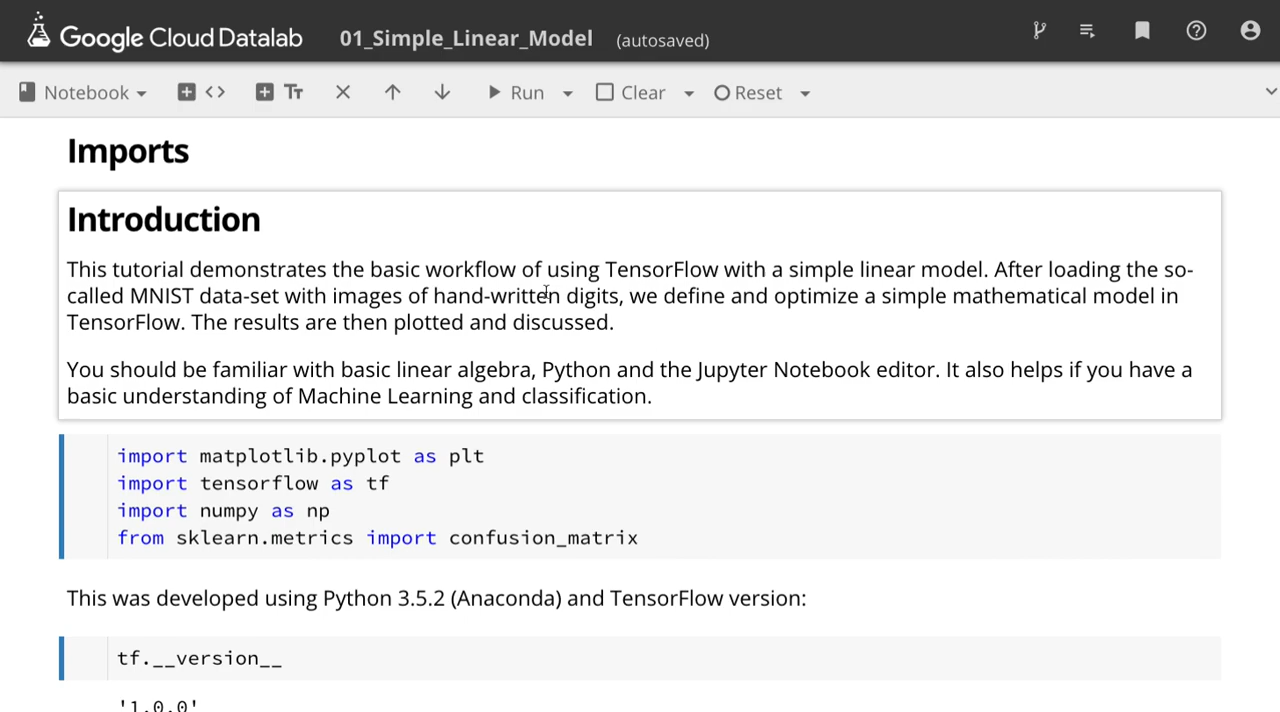 Google Cloud Datalab 01_Simple_Linear_Model (autosaved)
Notebook <> Tт Run Clear Reset
Imports
Introduction
This tutorial demonstrates the basic workflow of using TensorFlow with a simple linear model. After loading the so-
called MNIST data-set with images of hand-written digits, we define and optimize a simple mathematical model in
TensorFlow. The results are then plotted and discussed.
You should be familiar with basic linear algebra, Python and the Jupyter Notebook editor. It also helps if you have a
basic understanding of Machine Learning and classification.
import matplotlib.pyplot as plt
import tensorflow as tf
import numpy as np
from sklearn.metrics import confusion_matrix
This was developed using Python 3.5.2 (Anaconda) and TensorFlow version:
tf.__version__
'1.0.0'